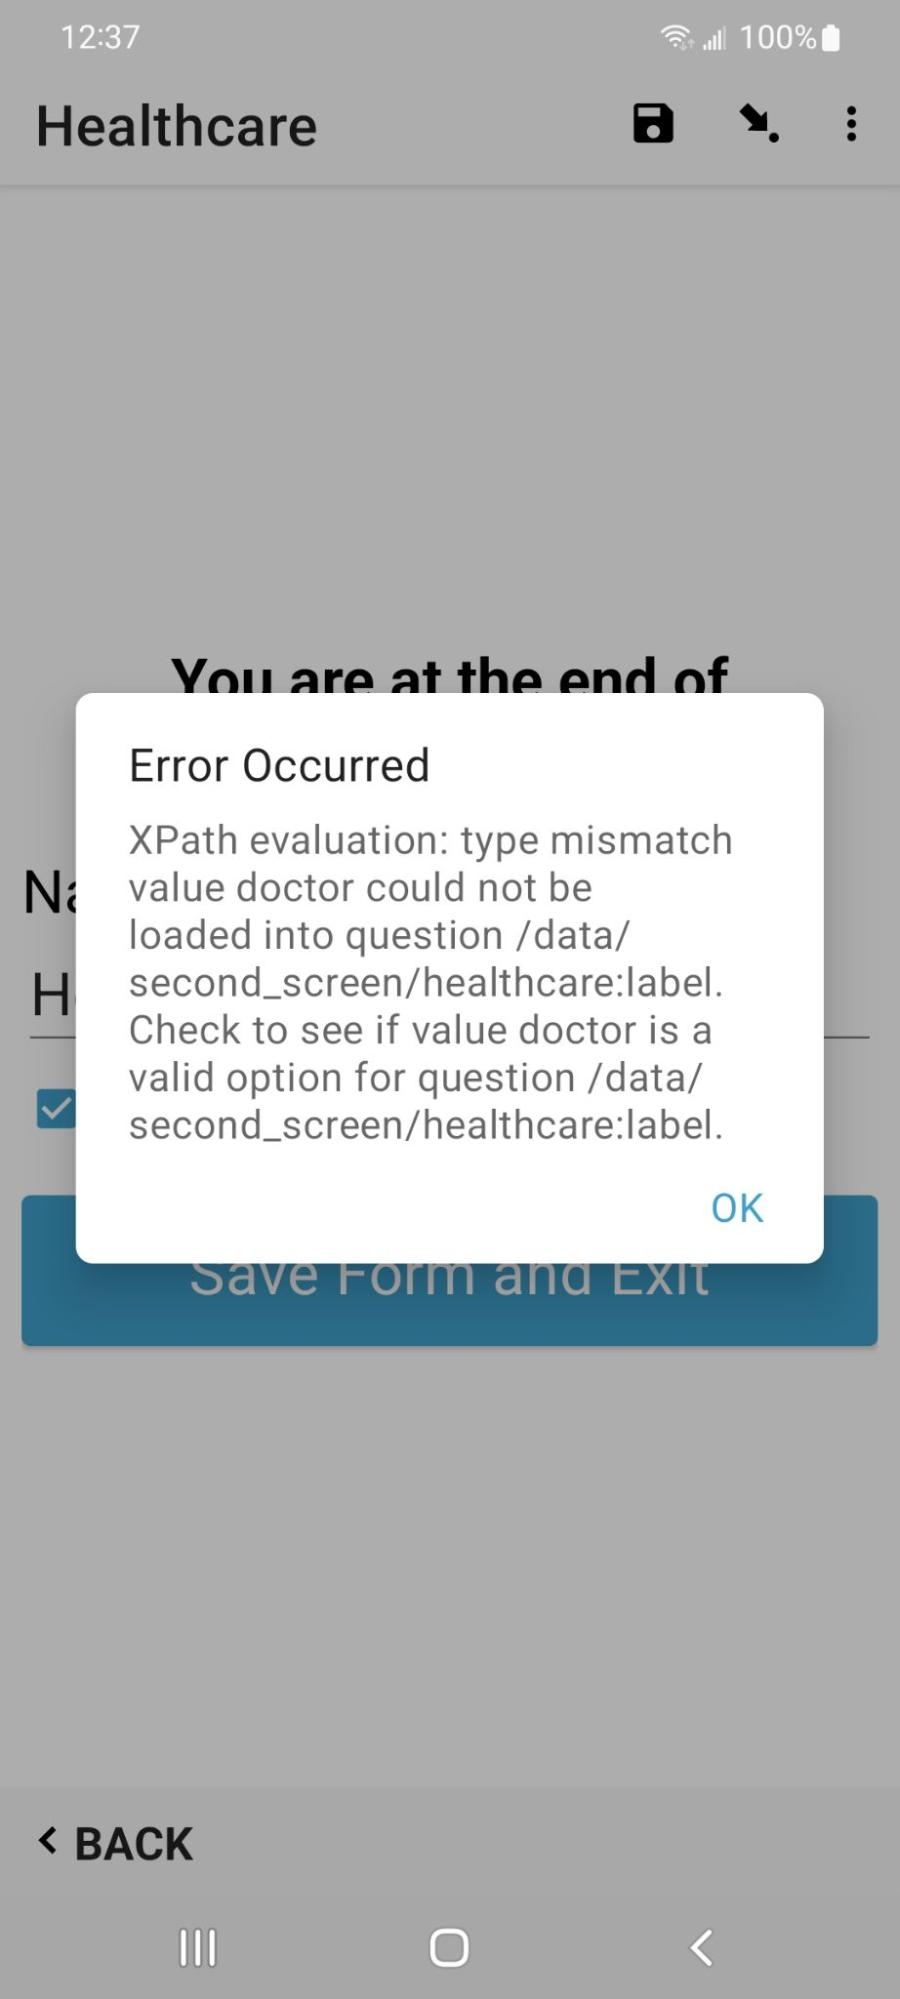 12:37
100%
Healthcare
You are at the end of
Error Occurred
XPath evaluation: type mismatch
value doctor could not be
loaded into question /data/
second_screen/healthcare:label.
Check to see if value doctor is a
valid option for question /data/
second_screen/healthcare:label.
OK
Save Form and Exit
BACK